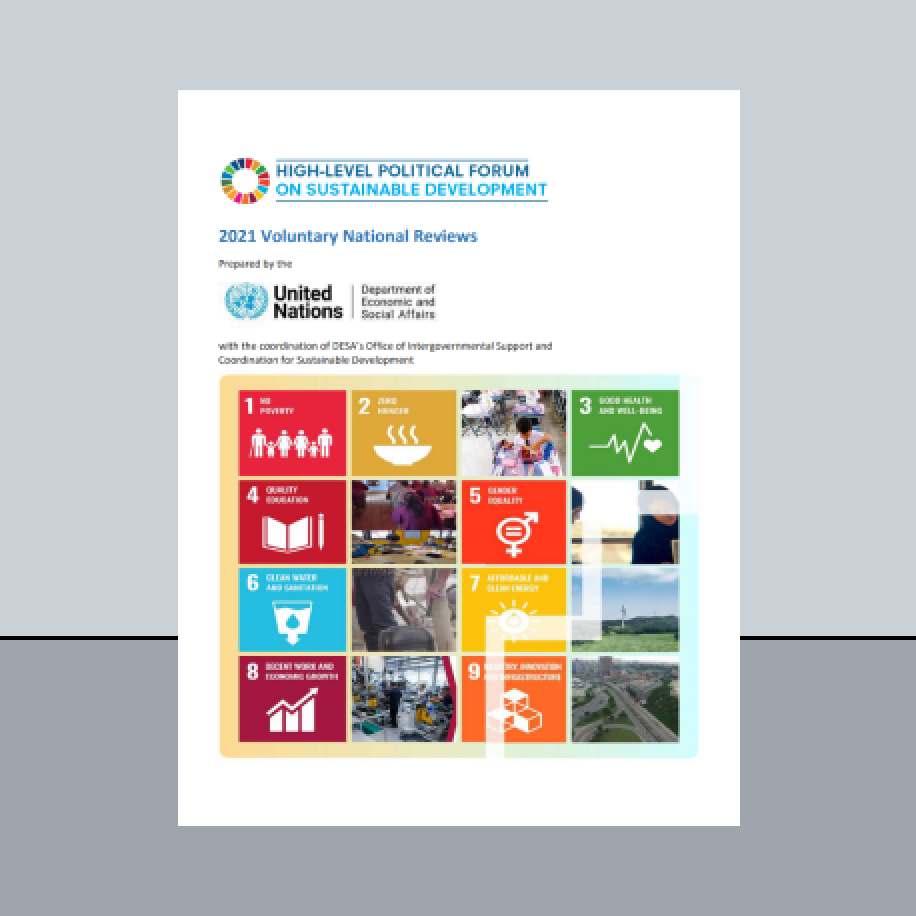 HIGH-LEVEL POLITICAL FORUM
ON SUSTAINABLE DEVELOPMENT
2021 Voluntary National Reviews
Prepared by the
United Nations
Department of
Economic and
Social Affairs
with the coordination of DESA's Office of Intergovernmental Support and
Coordination for Sustainable Development
1 NO
POVERTY
2 ZERO
HUNGER
3 GOOD HEALTH
AND WELL-BEING
4 QUALITY
EDUCATION
5 GENDER
EQUALITY
6 CLEAN WATER
AND SANITATION
7 AFFORDABLE AND
CLEAN ENERGY
8 DECENT WORK AND
ECONOMIC GROWTH
9 INDUSTRY INNOVATION
AND INFRASTRUCTURE